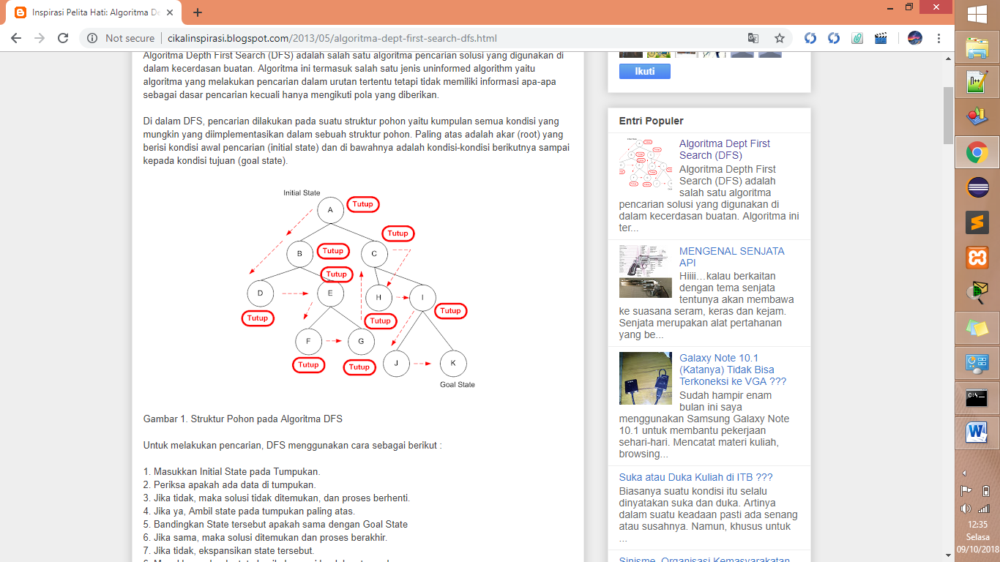 Inspirasi Pelita Hati: Algoritma De
Not secure
cikalinspirasi.blogspot.com/2013/05/algoritma-dept-first-search-dfs.html
Algoritma Depth First Search (DFS) adalah salah satu algoritma pencarian solusi yang digunakan di
dalam kecerdasan buatan. Algoritma ini termasuk salah satu jenis uninformed algorithm yaitu
algoritma yang melakukan pencarian dalam urutan tertentu tetapi tidak memiliki informasi apa-apa
sebagai dasar pencarian kecuali hanya mengikuti pola yang diberikan.
Di dalam DFS, pencarian dilakukan pada suatu struktur pohon yaitu kumpulan semua kondisi yang
mungkin yang diimplementasikan dalam sebuah struktur pohon. Paling atas adalah akar (root) yang
berisi kondisi awal pencarian (initial state) dan di bawahnya adalah kondisi-kondisi berikutnya sampai
kepada kondisi tujuan (goal state).
Initial State
A
Tutup
Tutup
B
Tutup
C
Tutup
D
E
H
I
Tutup
Tutup
Tutup
F
G
Tutup
Tutup
J
K
Goal State
Gambar 1. Struktur Pohon pada Algoritma DFS
Untuk melakukan pencarian, DFS menggunakan cara sebagai berikut :
1. Masukkan Initial State pada Tumpukan.
2. Periksa apakah ada data di tumpukan.
3. Jika tidak, maka solusi tidak ditemukan, dan proses berhenti.
4. Jika ya, Ambil state pada tumpukan paling atas.
5. Bandingkan State tersebut apakah sama dengan Goal State
6. Jika sama, maka solusi ditemukan dan proses berakhir.
7. Jika tidak, ekspansikan state tersebut.
Ikuti
Entri Populer
Algoritma Dept First
Search (DFS)
Algoritma Depth First
Search (DFS) adalah
salah satu algoritma
pencarian solusi yang digunakan di
dalam kecerdasan buatan. Algoritma ini
ter...
MENGENAL SENJATA
API
Hiiii…kalau berkaitan
dengan tema senjata
tentunya akan membawa
ke suasana seram, keras dan kejam.
Senjata merupakan alat pertahanan
yang be...
Galaxy Note 10.1
(Katanya) Tidak Bisa
Terkoneksi ke VGA ???
Sudah hampir enam
bulan ini saya
menggunakan Samsung Galaxy Note
10.1 untuk membantu pekerjaan
sehari-hari. Mencatat materi kuliah,
browsing...
Suka atau Duka Kuliah di ITB ???
Biasanya suatu kondisi itu selalu
dinyatakan suka dan duka. Artinya
dalam suatu keadaan pasti ada senang
atau susahnya. Namun, khusus untuk
...
Sinisme, Organisasi Kemasyarakatan
12:35
Selasa
09/10/2018